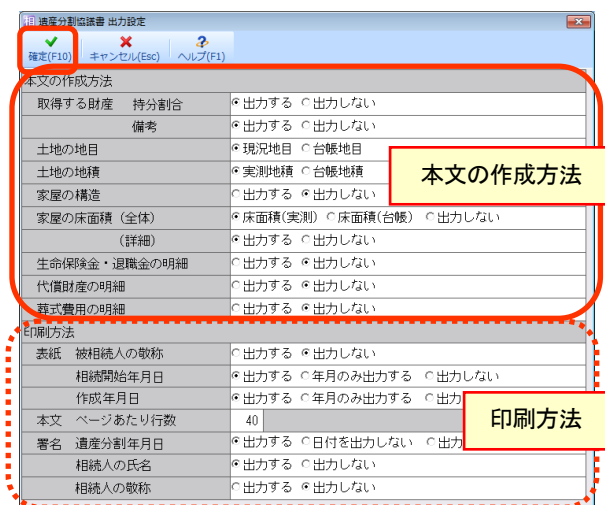 遺産分割協議書 出力設定
確定(F10) キャンセル(Esc) ヘルプ(F1)
本文の作成方法
取得する財産 持分割合 出力する 出力しない
備考 出力する 出力しない
土地の地目 現況地目 台帳地目
土地の地積 実測地積 台帳地積
本文の作成方法
家屋の構造 出力する 出力しない
家屋の床面積(全体) 床面積(実測) 床面積(台帳) 出力しない
(詳細) 出力する 出力しない
生命保険金・退職金の明細 出力する 出力しない
代償財産の明細 出力する 出力しない
葬式費用の明細 出力する 出力しない
印刷方法
表紙 被相続人の敬称 出力する 出力しない
相続開始年月日 出力する 年月のみ出力する 出力しない
作成年月日 出力する 年月のみ出力する 出力
本文 ページあたり行数 40
印刷方法
署名 遺産分割年月日 出力する 日付を出力しない 出力
相続人の氏名 出力する 出力しない
相続人の敬称 出力する 出力しない